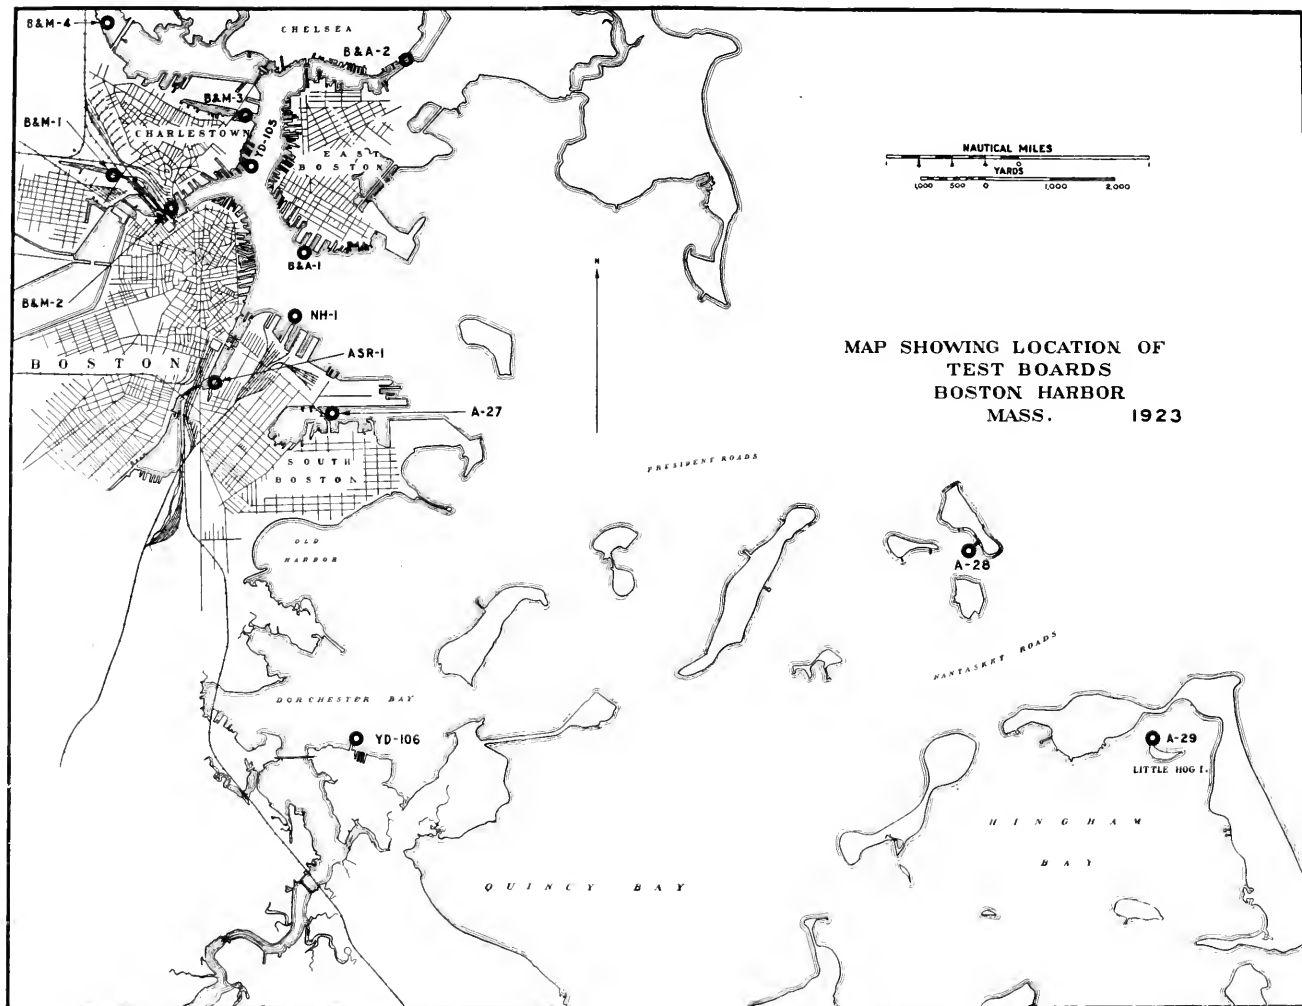 B&M-4
CHELSEA
B&A-2
B&M-3
B&M-1
CHARLESTOWN
YD-105
EAST
BOSTON
NAUTICAL MILES
1 0 1
YARDS
1,000 500 0 1,000 2,000
B&A-1
B&M-2
N
NH-1
BOSTON
ASR-1
MAP SHOWING LOCATION OF
TEST BOARDS
BOSTON HARBOR
MASS. 1923
A-27
SOUTH
BOSTON
PRESIDENT ROADS
OLD
HARBOR
A-28
NANTASKET ROADS
DORCHESTER BAY
YD-106
A-29
LITTLE HOG I.
HINGHAM
BAY
QUINCY BAY